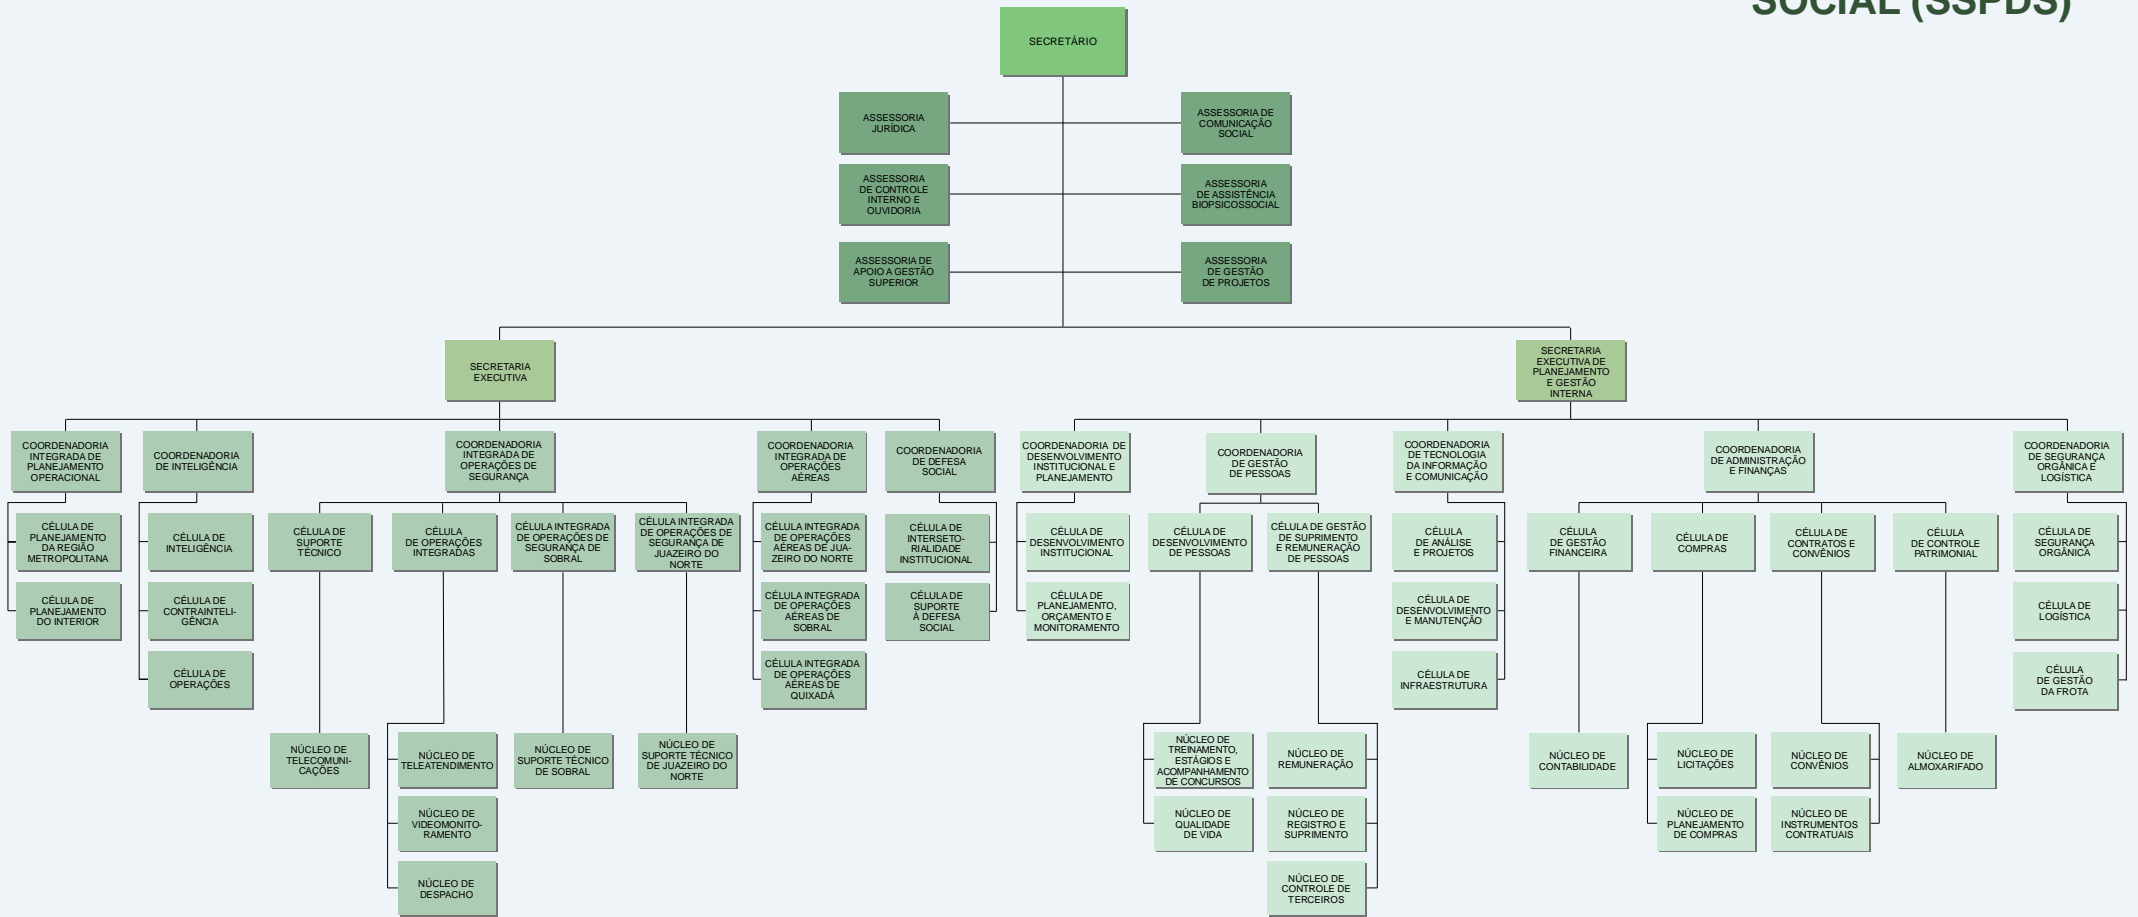 SOCIAL (SSPDS)
SECRETÁRIO
ASSESSORIA
JURÍDICA
ASSESSORIA DE
COMUNICAÇÃO
SOCIAL
ASSESSORIA
DE CONTROLE
INTERNO E
OUVIDORIA
ASSESSORIA
DE ASSISTÊNCIA
BIOPSICOSSOCIAL
ASSESSORIA DE
APOIO A GESTÃO
SUPERIOR
ASSESSORIA
DE GESTÃO
DE PROJETOS
SECRETARIA
EXECUTIVA
SECRETARIA
EXECUTIVA DE
PLANEJAMENTO
E GESTÃO
INTERNA
COORDENADORIA
INTEGRADA DE
PLANEJAMENTO
OPERACIONAL
COORDENADORIA
DE INTELIGÊNCIA
COORDENADORIA
INTEGRADA DE
OPERAÇÕES DE
SEGURANÇA
COORDENADORIA
INTEGRADA DE
OPERAÇÕES
AÉREAS
COORDENADORIA
DE DEFESA
SOCIAL
COORDENADORIA DE
DESENVOLVIMENTO
INSTITUCIONAL E
PLANEJAMENTO
COORDENADORIA
DE GESTÃO
DE PESSOAS
COORDENADORIA
DE TECNOLOGIA
DA INFORMAÇÃO
E COMUNICAÇÃO
COORDENADORIA
DE ADMINISTRAÇÃO
E FINANÇAS
COORDENADORIA
DE SEGURANÇA
ORGÂNICA E
LOGÍSTICA
CÉLULA DE
PLANEJAMENTO
DA REGIÃO
METROPOLITANA
CÉLULA DE
INTELIGÊNCIA
CÉLULA DE
SUPORTE
TÉCNICO
CÉLULA
DE OPERAÇÕES
INTEGRADAS
CÉLULA INTEGRADA
DE OPERAÇÕES DE
SEGURANÇA DE
SOBRAL
CÉLULA INTEGRADA
DE OPERAÇÕES DE
SEGURANÇA DE
JUAZEIRO DO
NORTE
CÉLULA INTEGRADA
DE OPERAÇÕES
AÉREAS DE JUA-
ZEIRO DO NORTE
CÉLULA DE
INTERSETO-
RIALIDADE
INSTITUCIONAL
CÉLULA DE
DESENVOLVIMENTO
INSTITUCIONAL
CÉLULA DE
DESENVOLVIMENTO
DE PESSOAS
CÉLULA DE GESTÃO
DE SUPRIMENTO
E REMUNERAÇÃO
DE PESSOAS
CÉLULA
DE ANÁLISE
E PROJETOS
CÉLULA
DE GESTÃO
FINANCEIRA
CÉLULA DE
COMPRAS
CÉLULA DE
CONTRATOS E
CONVÊNIOS
CÉLULA
DE CONTROLE
PATRIMONIAL
CÉLULA DE
SEGURANÇA
ORGÂNICA
CÉLULA DE
PLANEJAMENTO
DO INTERIOR
CÉLULA DE
CONTRAINTELI-
GÊNCIA
CÉLULA INTEGRADA
DE OPERAÇÕES
AÉREAS DE
SOBRAL
CÉLULA DE
SUPORTE
À DEFESA
SOCIAL
CÉLULA DE
PLANEJAMENTO,
ORÇAMENTO E
MONITORAMENTO
CÉLULA DE
DESENVOLVIMENTO
E MANUTENÇÃO
CÉLULA DE
LOGÍSTICA
CÉLULA DE
OPERAÇÕES
CÉLULA INTEGRADA
DE OPERAÇÕES
AÉREAS DE
QUIXADÁ
CÉLULA DE
INFRAESTRUTURA
CÉLULA
DE GESTÃO
DA FROTA
NÚCLEO DE
TELECOMUNI-
CAÇÕES
NÚCLEO DE
TELEATENDIMENTO
NÚCLEO DE
SUPORTE TÉCNICO
DE SOBRAL
NÚCLEO DE
SUPORTE TÉCNICO
DE JUAZEIRO DO
NORTE
NÚCLEO DE
TREINAMENTO,
ESTÁGIOS E
ACOMPANHAMENTO
DE CONCURSOS
NÚCLEO DE
REMUNERAÇÃO
NÚCLEO DE
CONTABILIDADE
NÚCLEO DE
LICITAÇÕES
NÚCLEO DE
CONVÊNIOS
NÚCLEO DE
ALMOXARIFADO
NÚCLEO DE
VIDEOMONITO-
RAMENTO
NÚCLEO DE
QUALIDADE
DE VIDA
NÚCLEO DE
REGISTRO E
SUPRIMENTO
NÚCLEO DE
PLANEJAMENTO
DE COMPRAS
NÚCLEO DE
INSTRUMENTOS
CONTRATUAIS
NÚCLEO DE
DESPACHO
NÚCLEO DE
CONTROLE DE
TERCEIROS